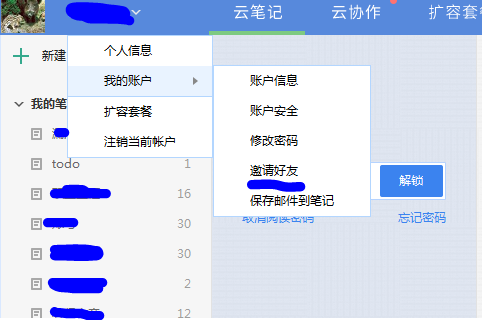 云笔记 云协作 扩容套
新建
个人信息
我的账户
账户信息
扩容套餐
账户安全
注销当前帐户
修改密码
我的笔
邀请好友
todo 1
解锁
16
保存邮件到笔记
取消阅读密码 忘记密码
30
30
2
12